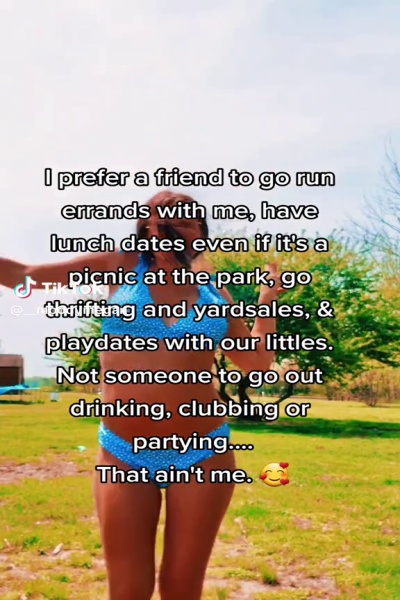 I prefer a friend to go run
errands with me, have
lunch dates even if it's a
picnic at the park, go
TikTok
thrifting and yardsales, &
playdates with our littles.
Not someone to go out
drinking, clubbing or
partying....
That ain't me. 🥰